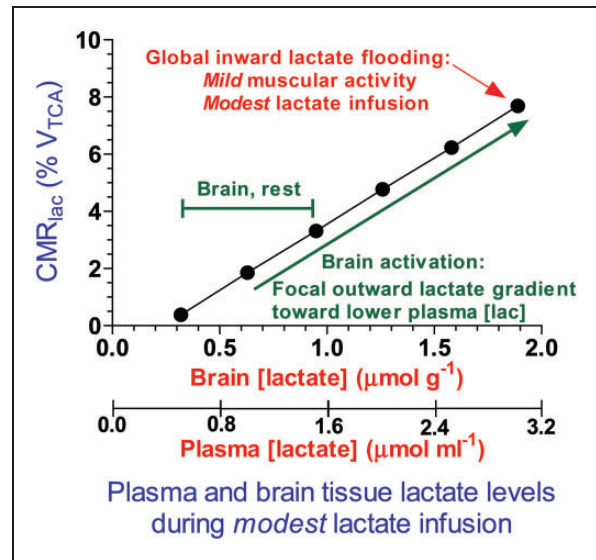 Global inward lactate flooding:
Mild muscular activity
Modest lactate infusion
CMRlac (% VTCA)
10
8
6
4
2
0
Brain, rest
Brain activation:
Focal outward lactate gradient
toward lower plasma [lac]
0.0 0.5 1.0 1.5 2.0
Brain [lactate] (μmol g⁻¹)
0.0 0.8 1.6 2.4 3.2
Plasma [lactate] (μmol ml⁻¹)
Plasma and brain tissue lactate levels
during modest lactate infusion